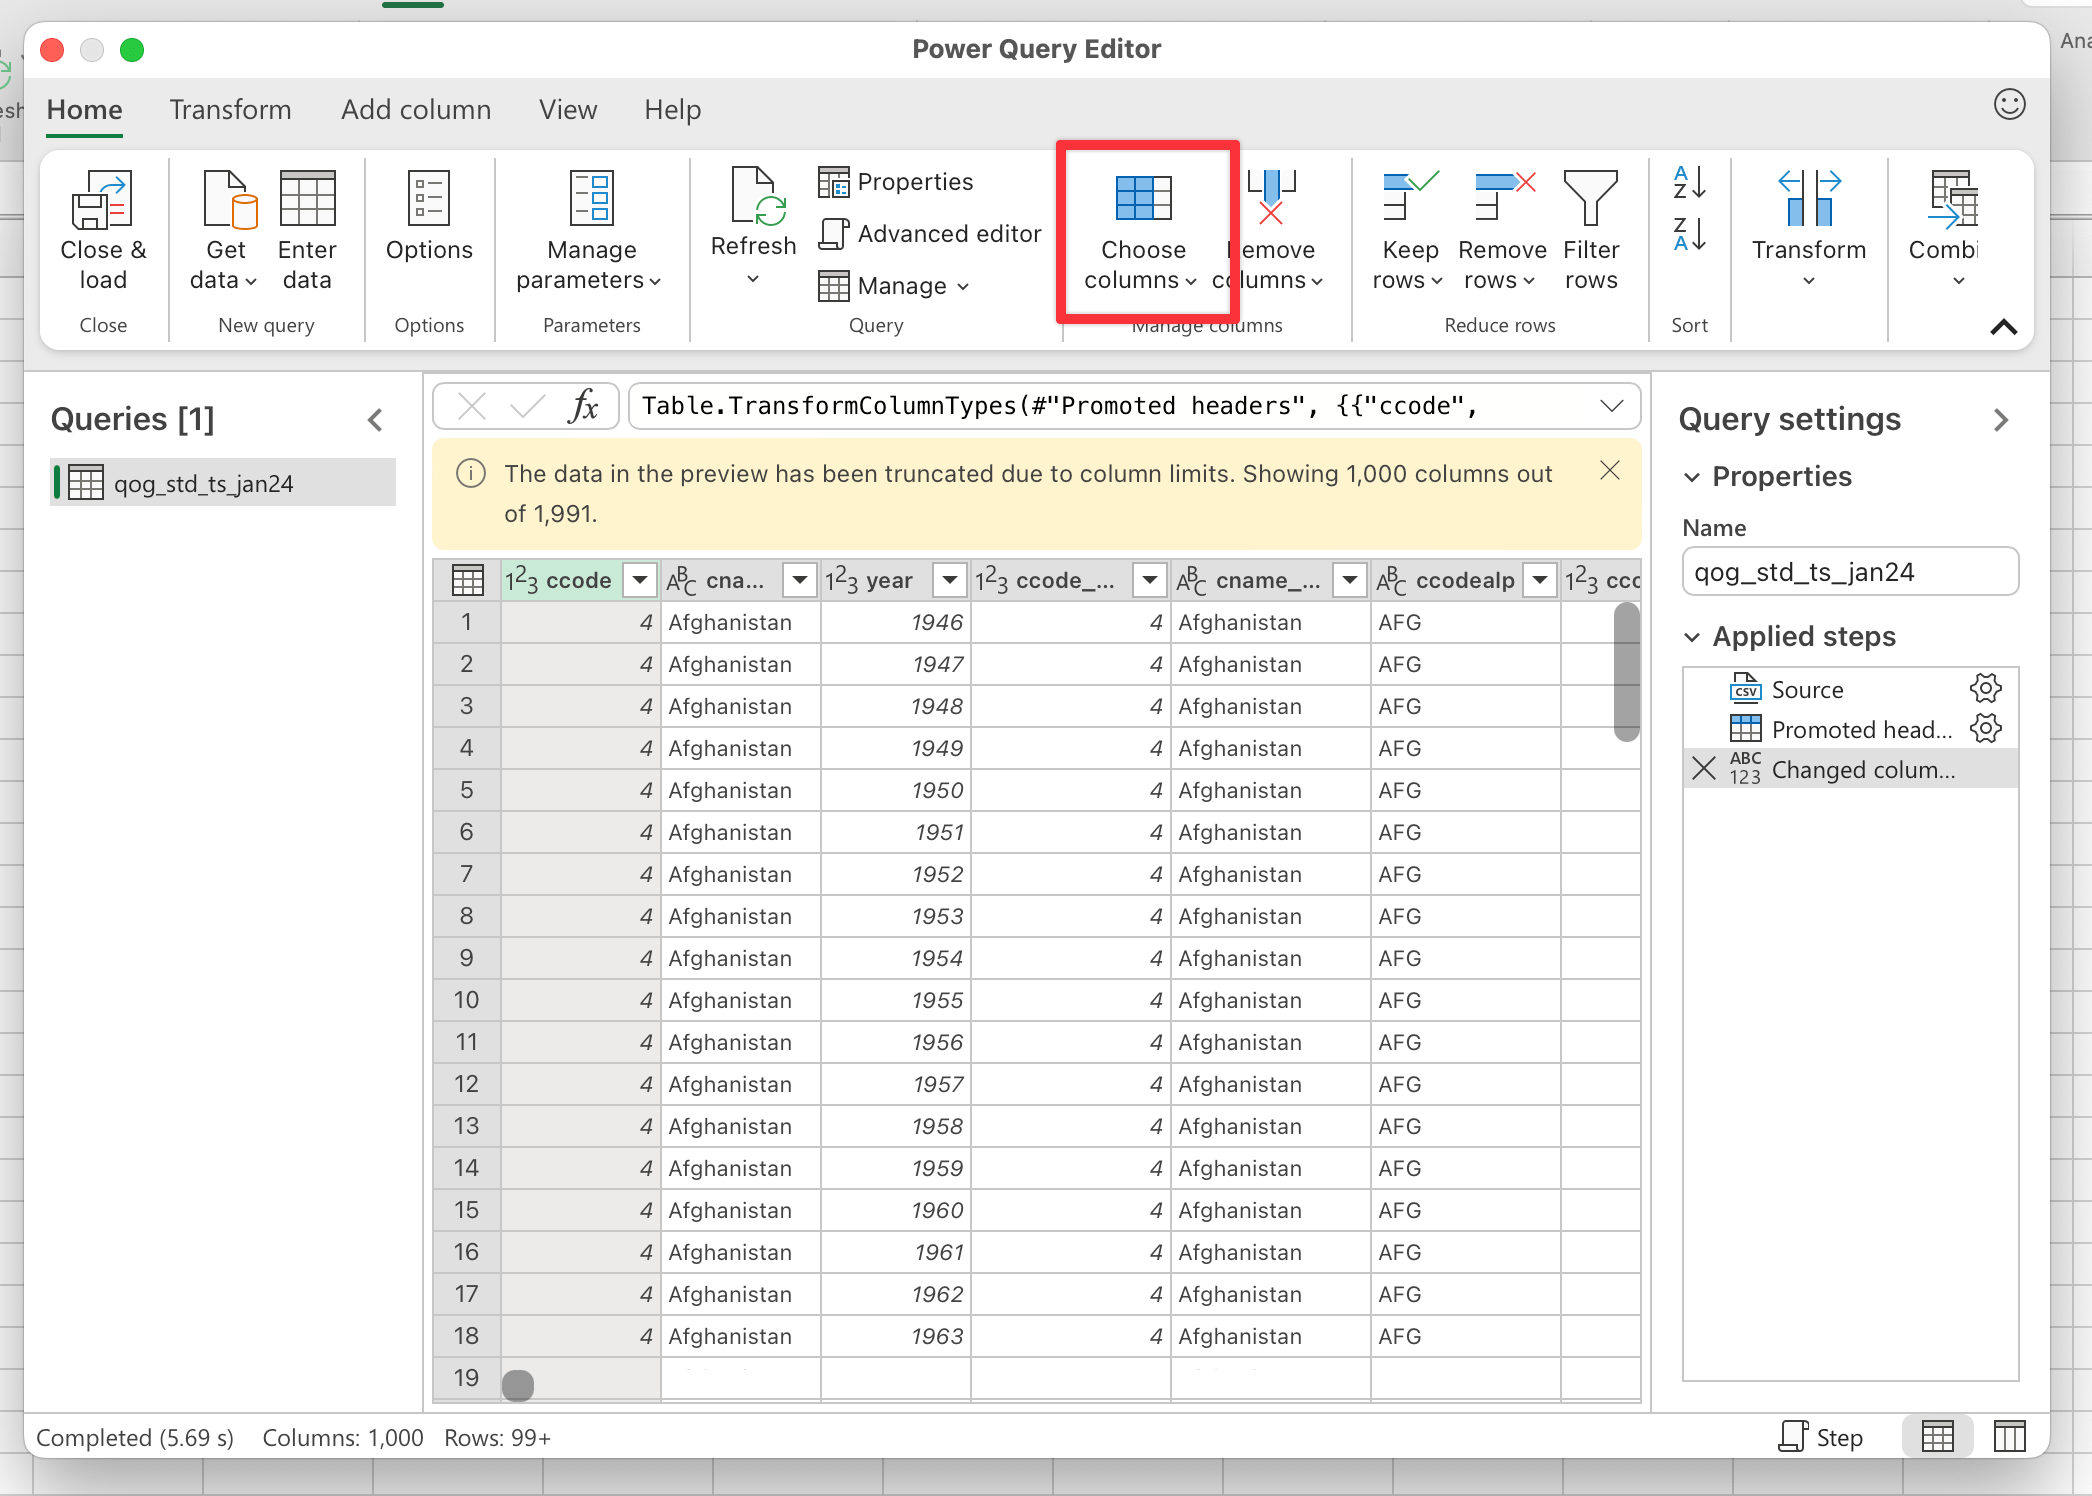 Power Query Editor
Ana
Home Transform Add column View Help
Close & load
Close
Get data
Enter data
New query
Options
Options
Manage parameters
Parameters
Refresh
Properties
Advanced editor
Manage
Query
Choose columns
Remove columns
Manage columns
Keep rows
Remove rows
Filter rows
Reduce rows
A Z
Z A
Sort
Transform
Combi
Queries [1]
qog_std_ts_jan24
fx
Table.TransformColumnTypes(#"Promoted headers", {{"ccode",
The data in the preview has been truncated due to column limits. Showing 1,000 columns out
of 1,991.
123 ccode ABC cna... 123 year 123 ccode_... ABC cname_... ABC ccodealp 123 ccc
1 4 Afghanistan 1946 4 Afghanistan AFG
2 4 Afghanistan 1947 4 Afghanistan AFG
3 4 Afghanistan 1948 4 Afghanistan AFG
4 4 Afghanistan 1949 4 Afghanistan AFG
5 4 Afghanistan 1950 4 Afghanistan AFG
6 4 Afghanistan 1951 4 Afghanistan AFG
7 4 Afghanistan 1952 4 Afghanistan AFG
8 4 Afghanistan 1953 4 Afghanistan AFG
9 4 Afghanistan 1954 4 Afghanistan AFG
10 4 Afghanistan 1955 4 Afghanistan AFG
11 4 Afghanistan 1956 4 Afghanistan AFG
12 4 Afghanistan 1957 4 Afghanistan AFG
13 4 Afghanistan 1958 4 Afghanistan AFG
14 4 Afghanistan 1959 4 Afghanistan AFG
15 4 Afghanistan 1960 4 Afghanistan AFG
16 4 Afghanistan 1961 4 Afghanistan AFG
17 4 Afghanistan 1962 4 Afghanistan AFG
18 4 Afghanistan 1963 4 Afghanistan AFG
19
Query settings
Properties
Name
qog_std_ts_jan24
Applied steps
CSV Source
Promoted head...
ABC 123 Changed colum...
Completed (5.69 s) Columns: 1,000 Rows: 99+
Step